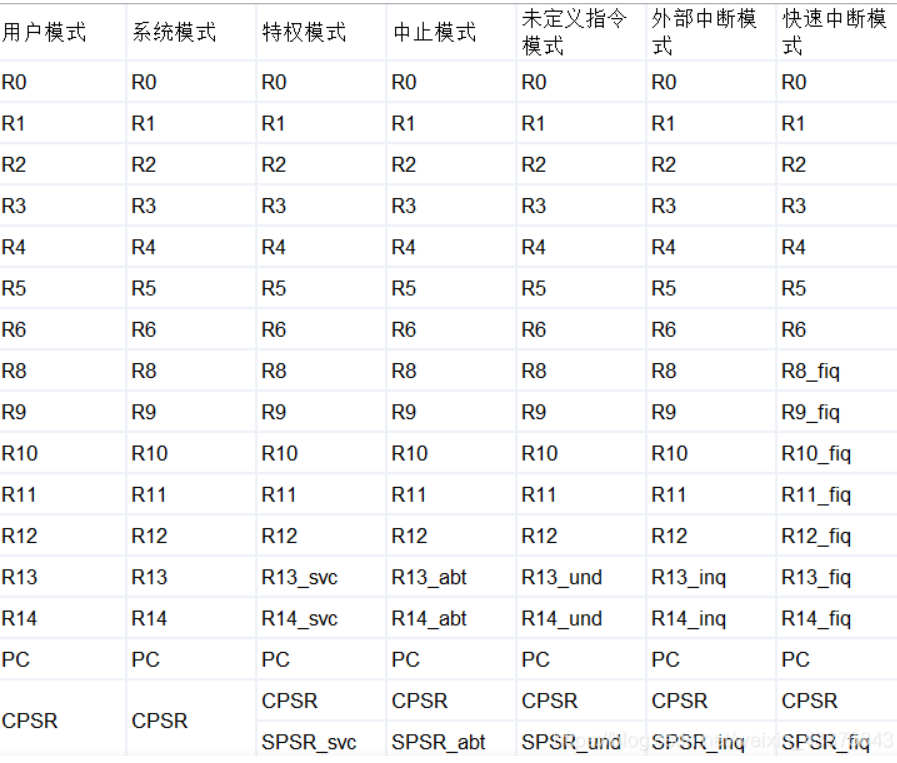 用户模式 系统模式 特权模式 中止模式 未定义指令 外部中断模 快速中断模
模式 式 式
R0 R0 R0 R0 R0 R0 R0
R1 R1 R1 R1 R1 R1 R1
R2 R2 R2 R2 R2 R2 R2
R3 R3 R3 R3 R3 R3 R3
R4 R4 R4 R4 R4 R4 R4
R5 R5 R5 R5 R5 R5 R5
R6 R6 R6 R6 R6 R6 R6
R8 R8 R8 R8 R8 R8 R8_fiq
R9 R9 R9 R9 R9 R9 R9_fiq
R10 R10 R10 R10 R10 R10 R10_fiq
R11 R11 R11 R11 R11 R11 R11_fiq
R12 R12 R12 R12 R12 R12 R12_fiq
R13 R13 R13_svc R13_abt R13_und R13_inq R13_fiq
R14 R14 R14_svc R14_abt R14_und R14_inq R14_fiq
PC PC PC PC PC PC PC
CPSR CPSR CPSR CPSR CPSR CPSR CPSR
SPSR_svc SPSR_abt SPSR_und SPSR_inq SPSR_fiq